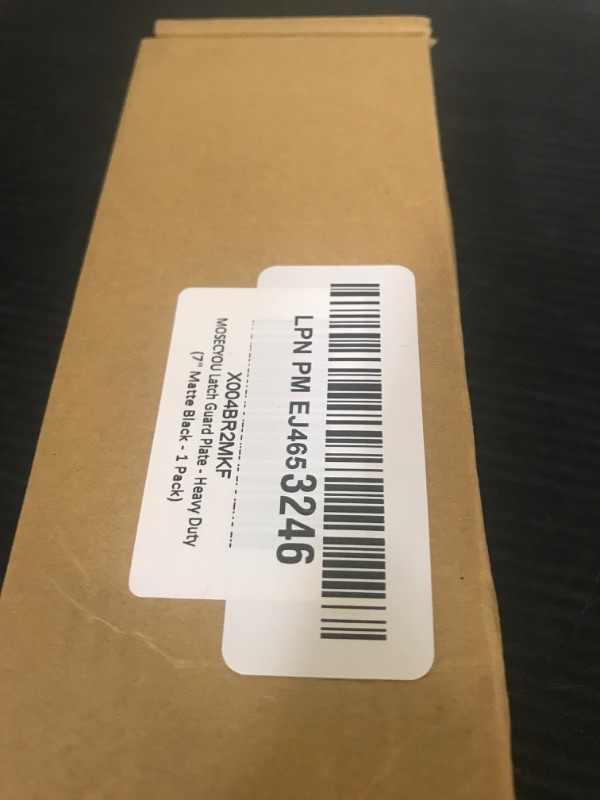 LPN PM EJ4653246
X004BR2MKF
MOSECYOU Latch Guard Plate - Heavy Duty
(7" Matte Black - 1 Pack)